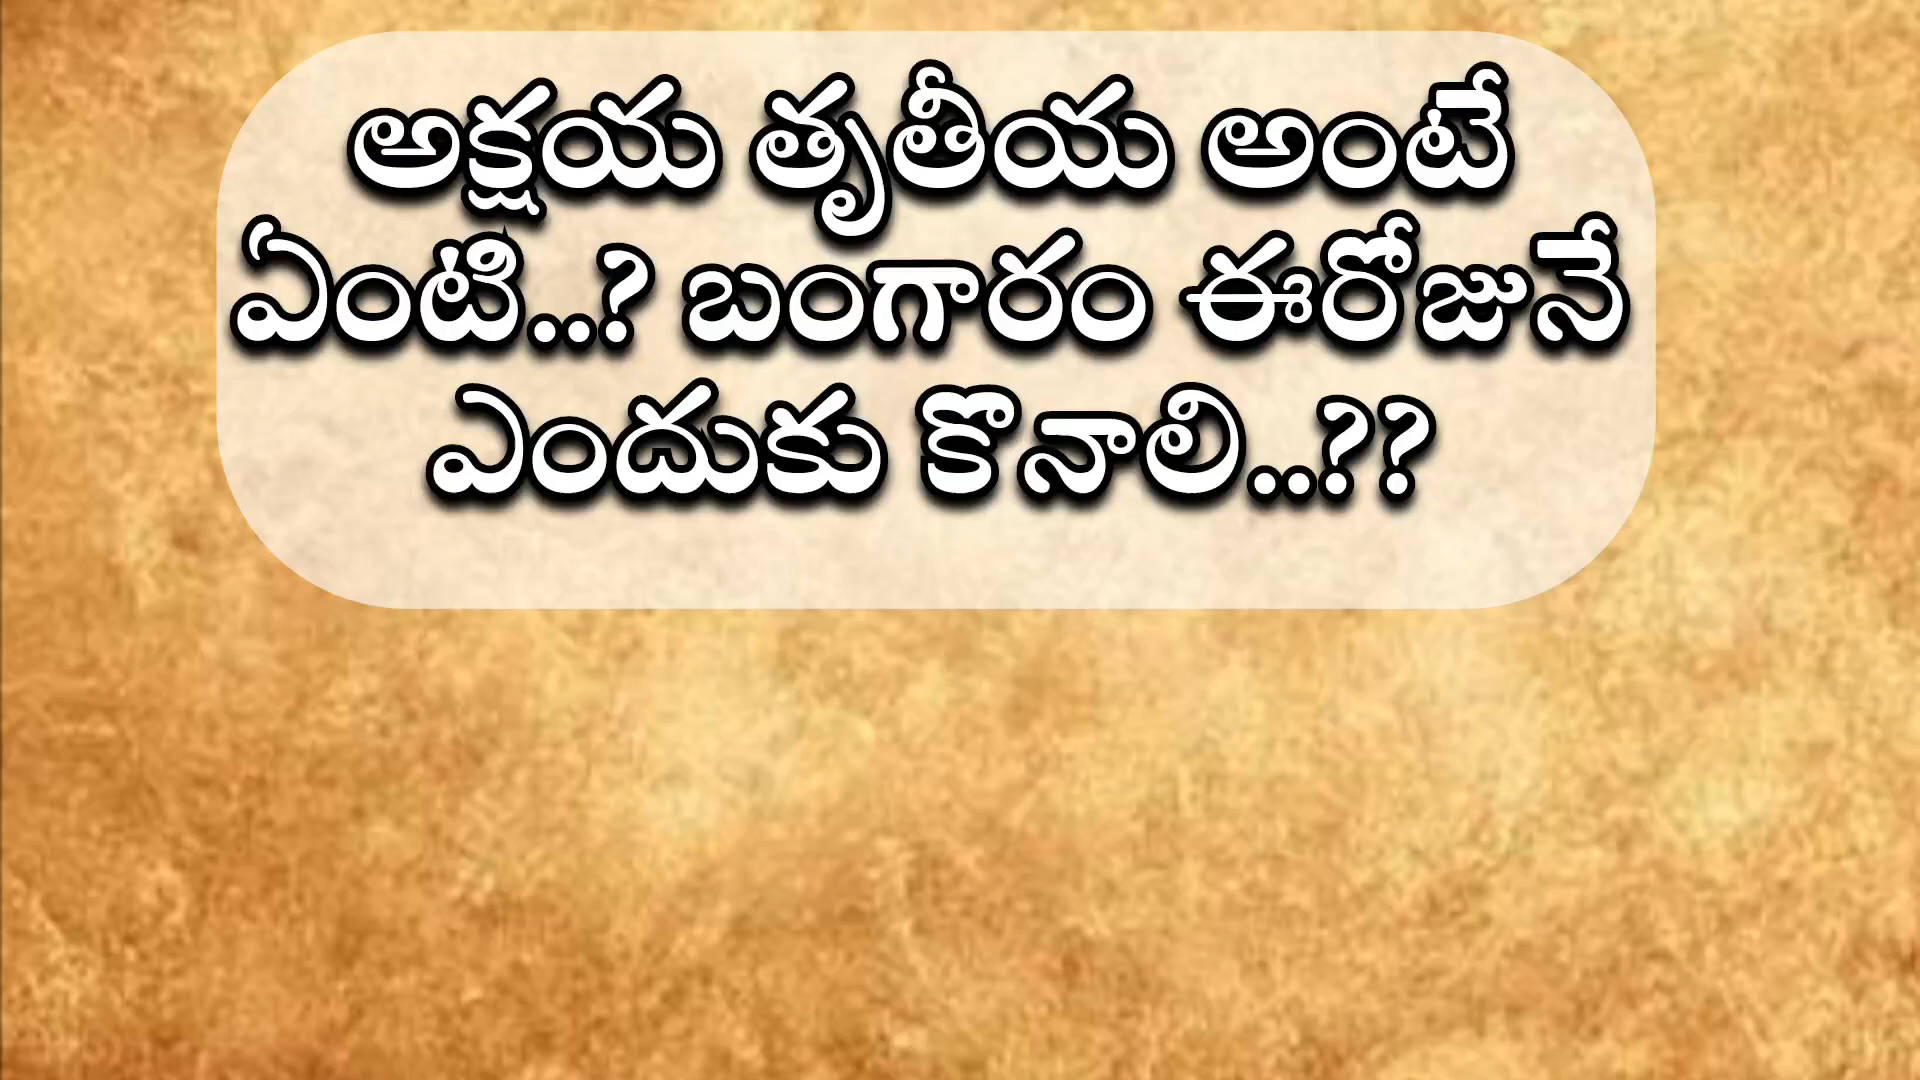 అక్షయ తృతీయ అంటే
ఏంటి..? బంగారం ఈరోజునే
ఎందుకు కొనాలి...??